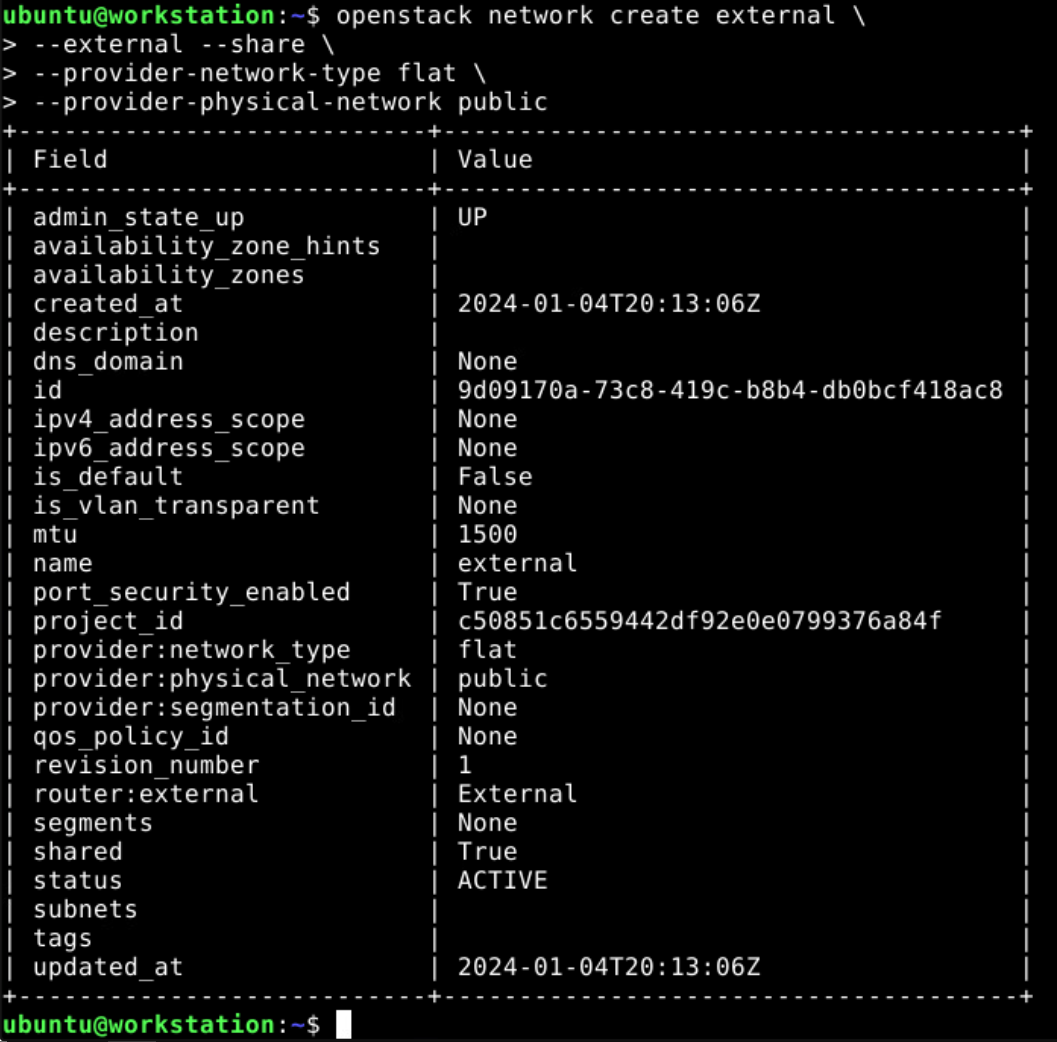 ubuntu@workstation:~$ openstack network create external \
> --external --share \
> --provider-network-type flat \
> --provider-physical-network public
+---------------------------+--------------------------------------+
| Field                     | Value                                |
+---------------------------+--------------------------------------+
| admin_state_up            | UP                                   |
| availability_zone_hints   |                                      |
| availability_zones        |                                      |
| created_at                | 2024-01-04T20:13:06Z                 |
| description               |                                      |
| dns_domain                | None                                 |
| id                        | 9d09170a-73c8-419c-b8b4-db0bcf418ac8 |
| ipv4_address_scope        | None                                 |
| ipv6_address_scope        | None                                 |
| is_default                | False                                |
| is_vlan_transparent       | None                                 |
| mtu                       | 1500                                 |
| name                      | external                             |
| port_security_enabled     | True                                 |
| project_id                | c50851c6559442df92e0e0799376a84f     |
| provider:network_type     | flat                                 |
| provider:physical_network | public                               |
| provider:segmentation_id  | None                                 |
| qos_policy_id             | None                                 |
| revision_number           | 1                                    |
| router:external           | External                             |
| segments                  | None                                 |
| shared                    | True                                 |
| status                    | ACTIVE                               |
| subnets                   |                                      |
| tags                      |                                      |
| updated_at                | 2024-01-04T20:13:06Z                 |
+---------------------------+--------------------------------------+
ubuntu@workstation:~$